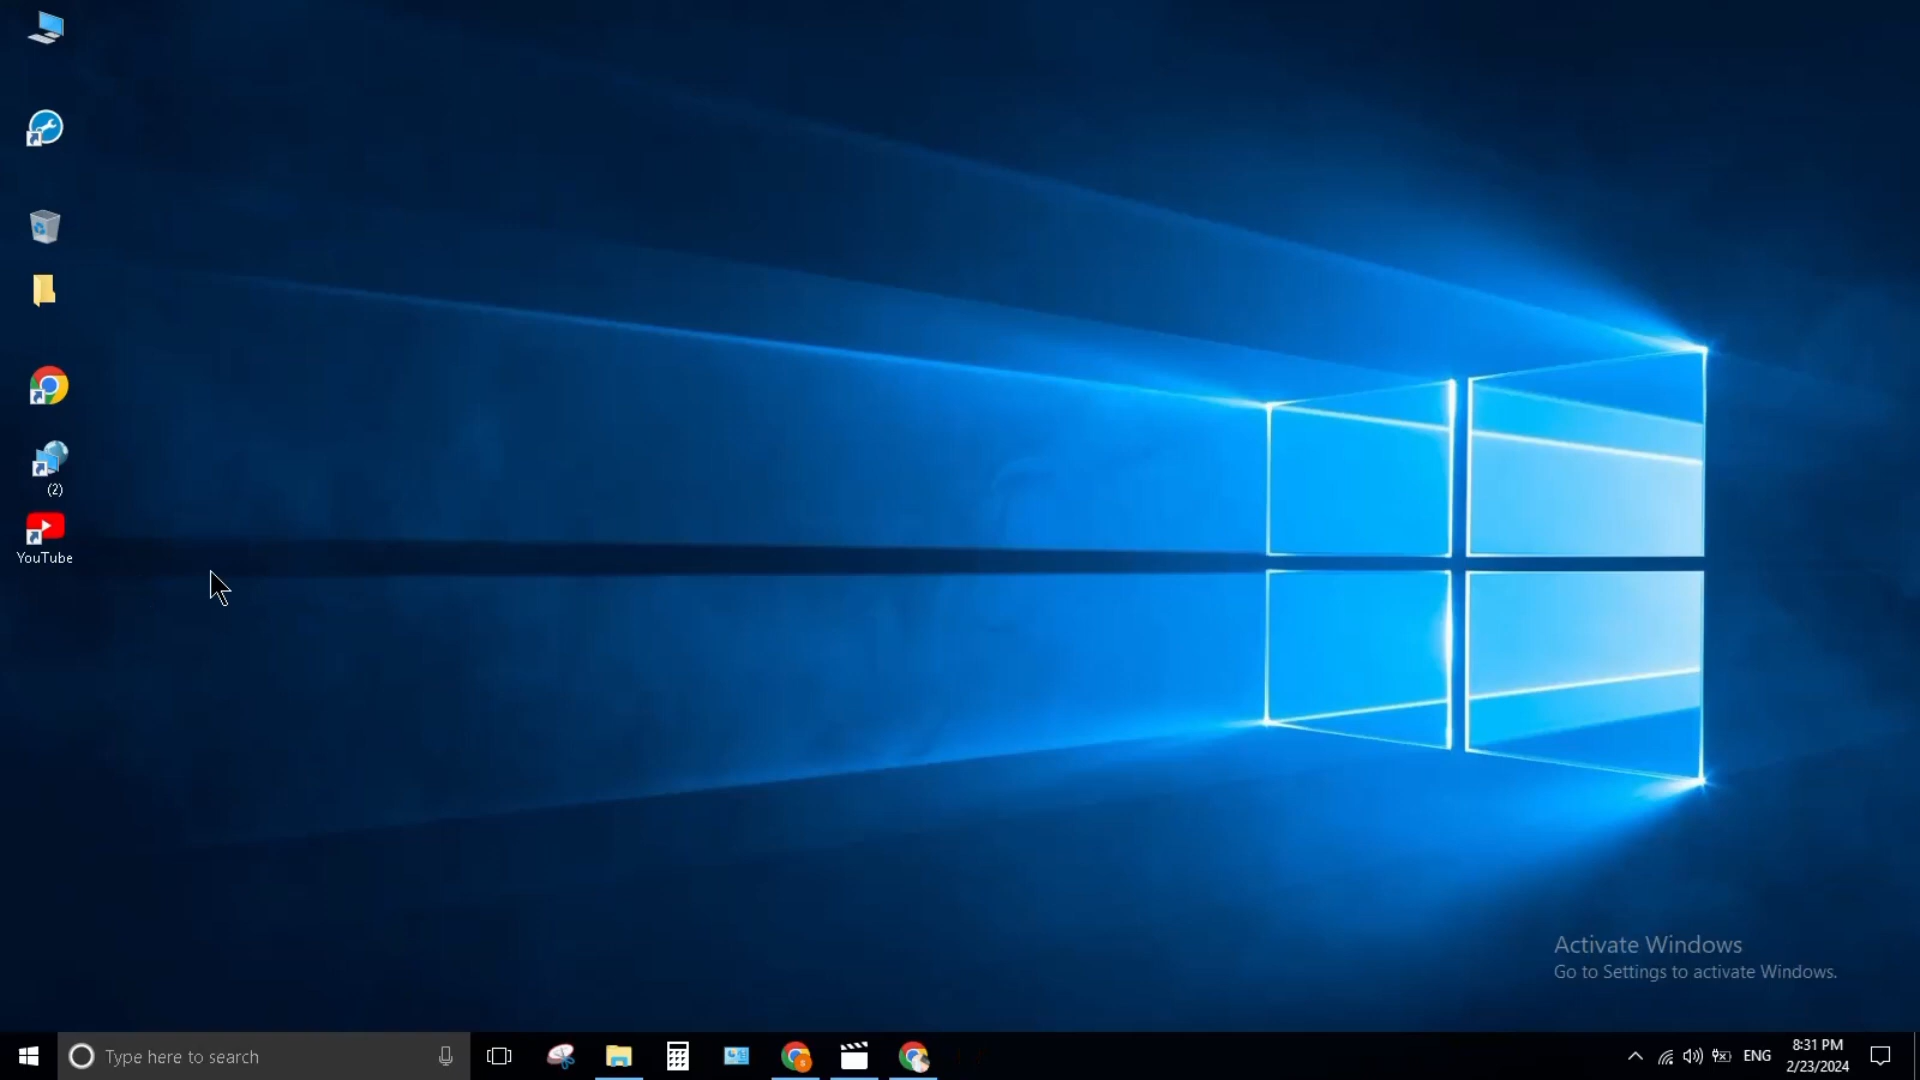 (2)
YouTube
Activate Windows
Go to Settings to activate Windows.
Type here to search
ENG
8:31 PM
2/23/2024